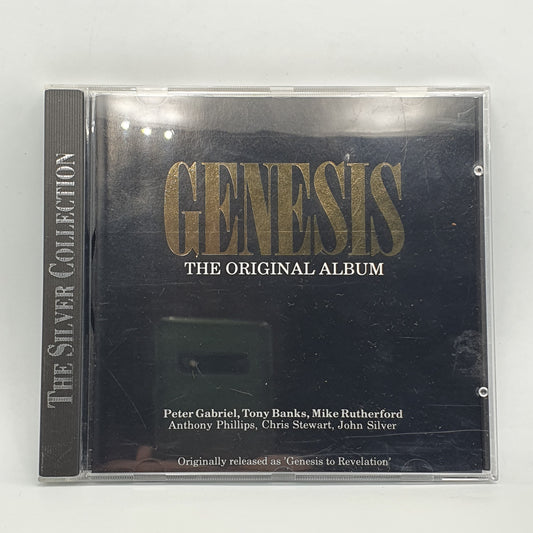 THE SILVER COLLECTION
GENESIS
THE ORIGINAL ALBUM
Peter Gabriel, Tony Banks, Mike Rutherford
Anthony Phillips, Chris Stewart, John Silver
Originally released as 'Genesis to Revelation'